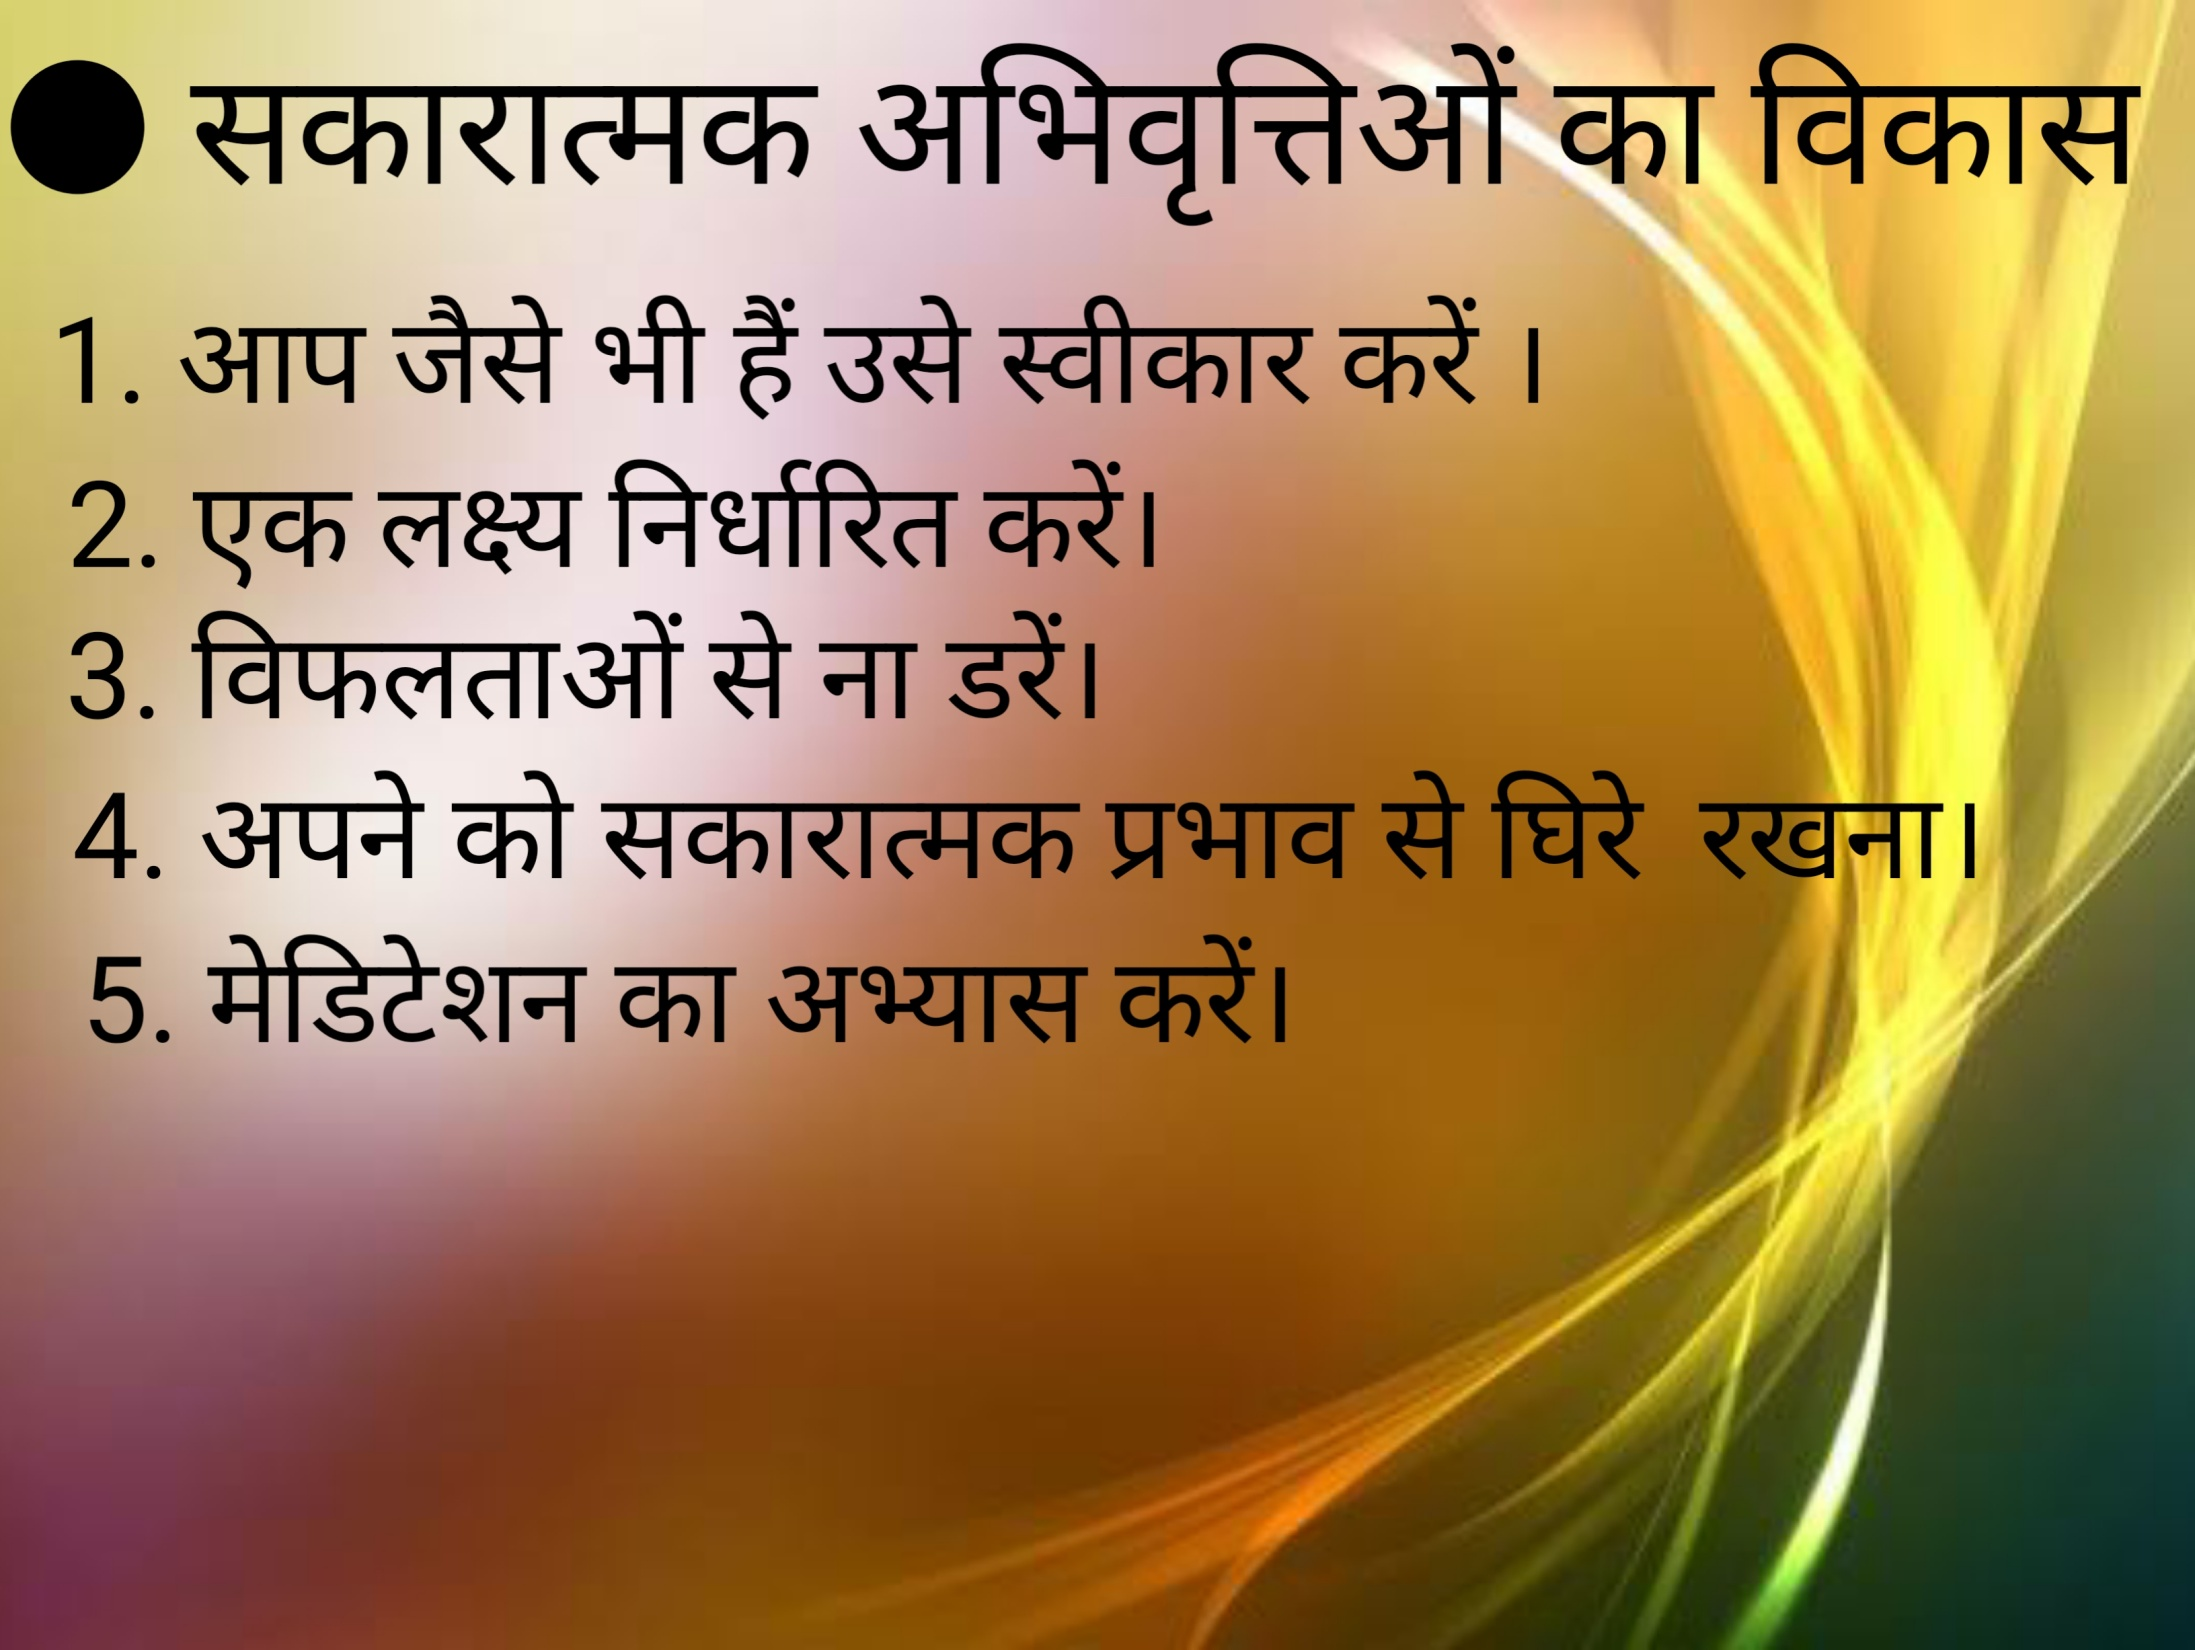 ● सकारात्मक अभिवृत्तिओं का विकास
1. आप जैसे भी हैं उसे स्वीकार करें ।
2. एक लक्ष्य निर्धारित करें।
3. विफलताओं से ना डरें।
4. अपने को सकारात्मक प्रभाव से घिरे  रखना।
5. मेडिटेशन का अभ्यास करें।